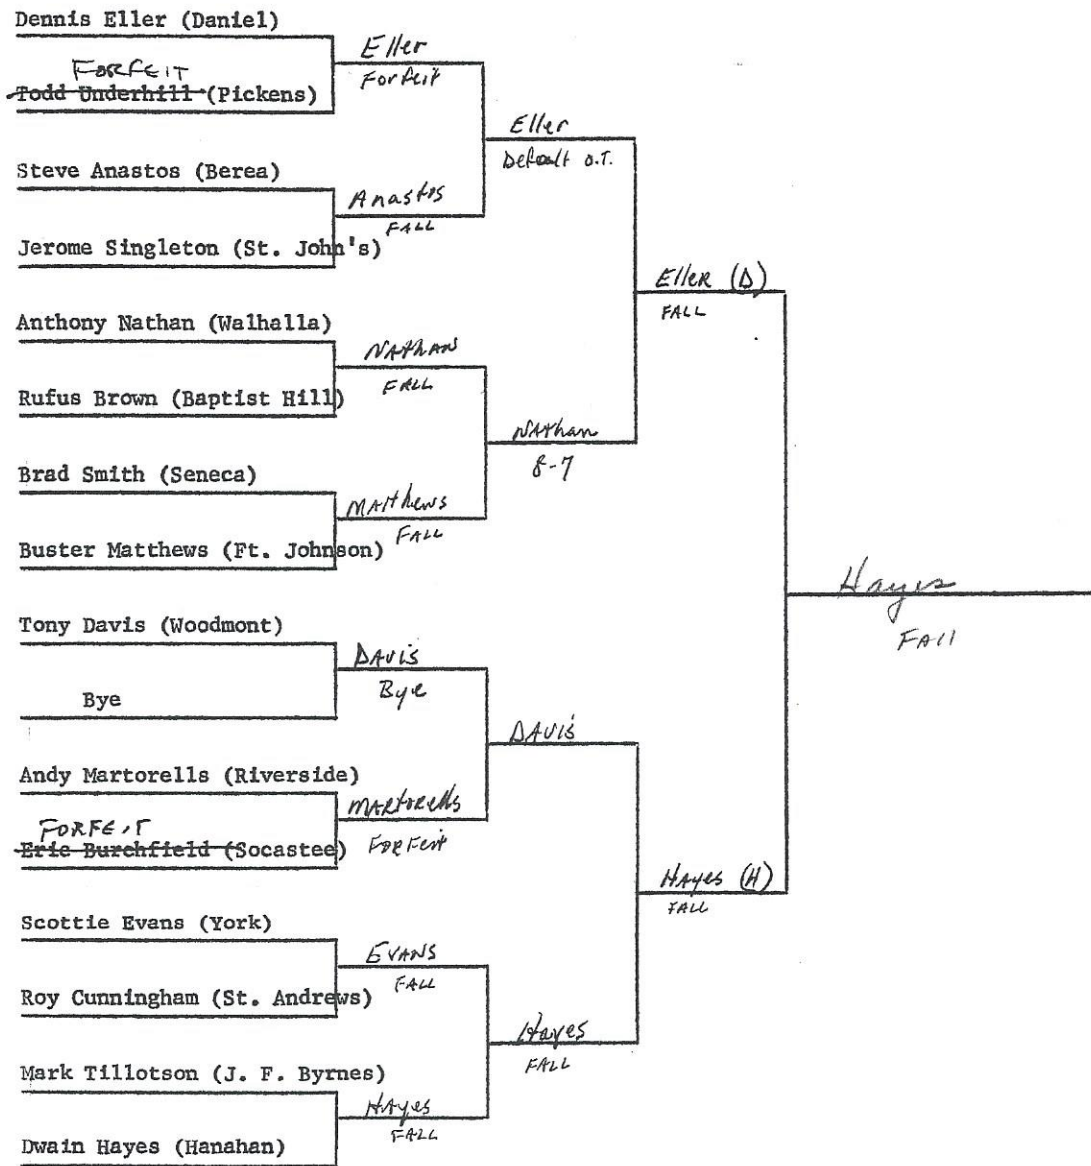 Dennis Eller (Daniel)
Eller
FORFEIT
Forfeit
Todd Underhill (Pickens)
Eller
Default O.T.
Steve Anastos (Berea)
Anastos
FALL
Jerome Singleton (St. John's)
Eller (D)
FALL
Anthony Nathan (Walhalla)
NAthAN
FALL
Rufus Brown (Baptist Hill)
NAthan
8-7
Brad Smith (Seneca)
MAtthews
FALL
Buster Matthews (Ft. Johnson)
Hayes
FAll
Tony Davis (Woodmont)
DAVIS
Bye
Bye
DAVIS
Andy Martorells (Riverside)
MARtorells
FORFEIT
FORFeit
Eric Burchfield (Socastee)
HAyes (H)
FALL
Scottie Evans (York)
EVANS
FALL
Roy Cunningham (St. Andrews)
HAyes
FALL
Mark Tillotson (J. F. Byrnes)
HAyes
FALL
Dwain Hayes (Hanahan)